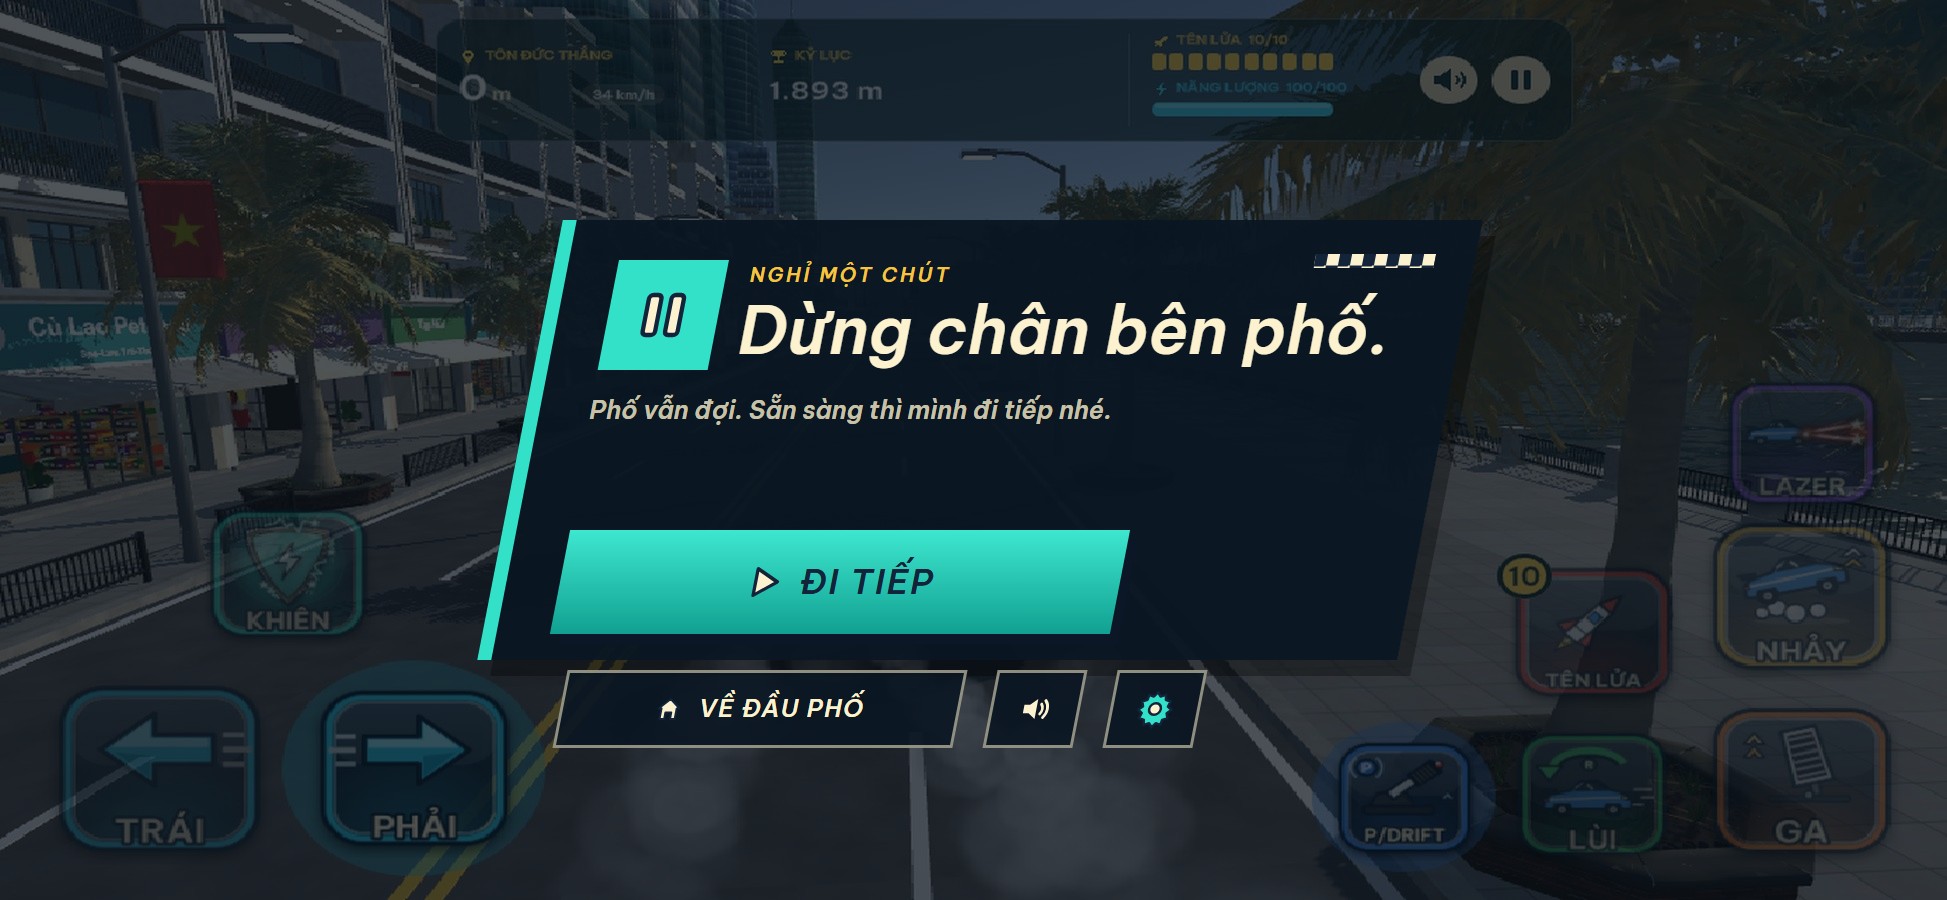 TÔN ĐỨC THẮNG
0 m
34 km/h
KỶ LỤC
1.893 m
TÊN LỬA 10/10
NĂNG LƯỢNG 100/100
NGHỈ MỘT CHÚT
Dừng chân bên phố.
Phố vẫn đợi. Sẵn sàng thì mình đi tiếp nhé.
ĐI TIẾP
VỀ ĐẦU PHỐ
Cù Lao Pet
KHIÊN
TRÁI
PHẢI
LAZER
10
TÊN LỬA
NHẢY
P
P/DRIFT
R
LÙI
GA